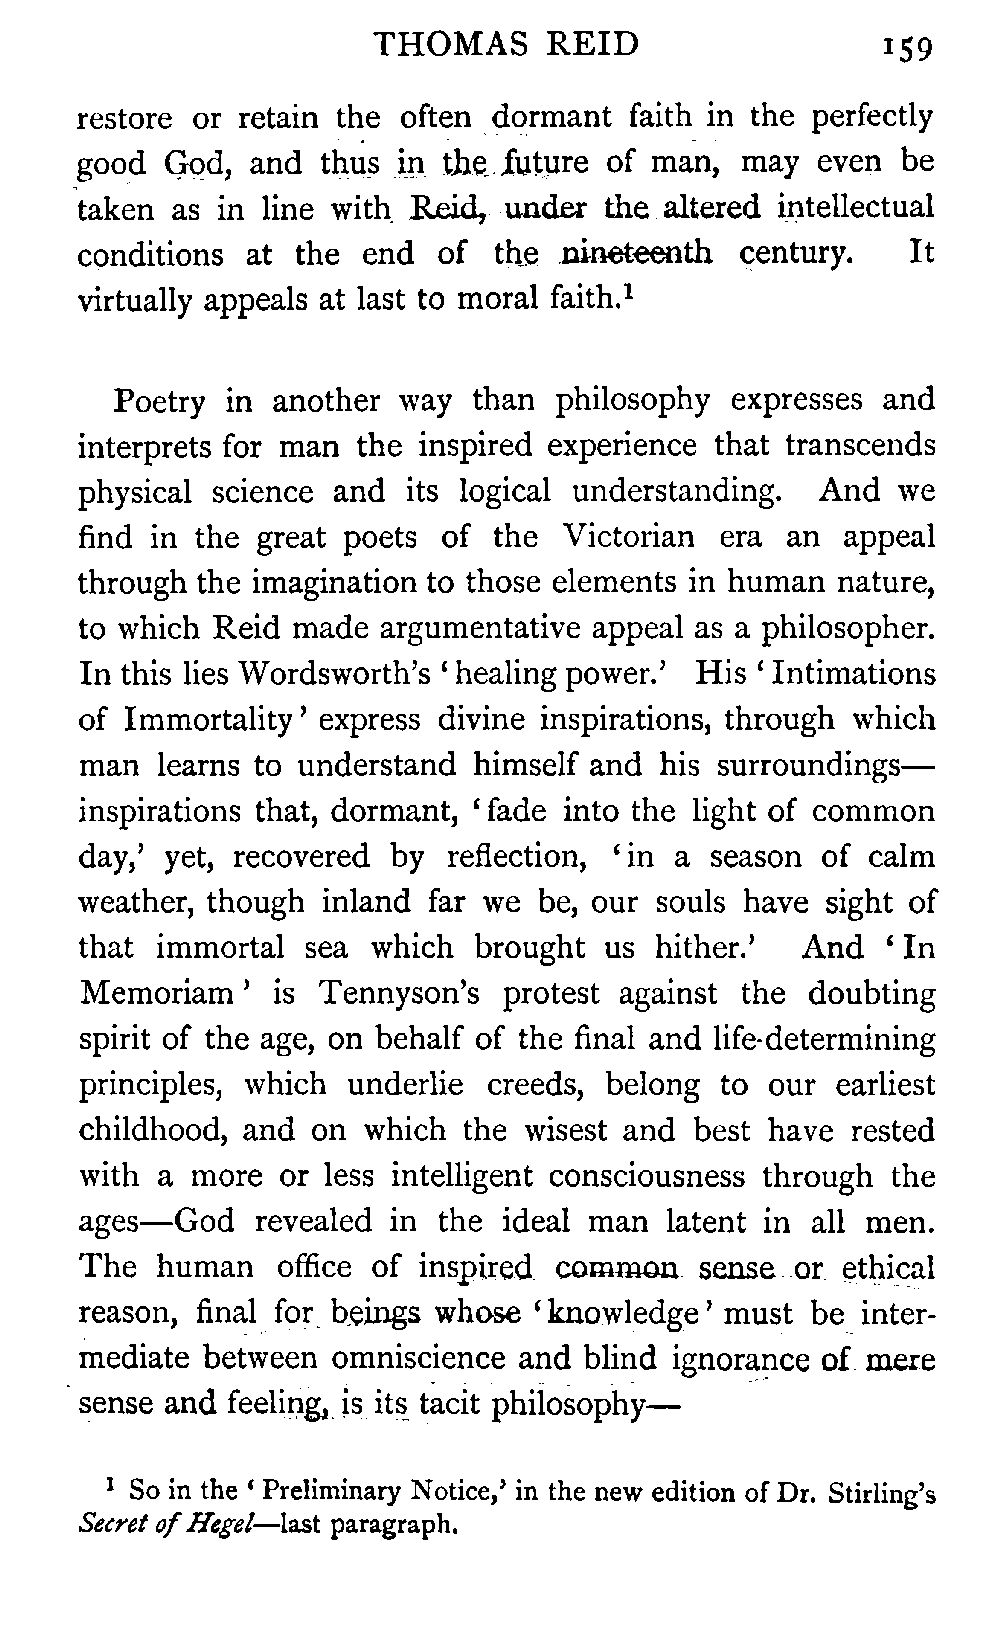 THOMAS REID 159
restore or retain the often dormant faith in the perfectly
good God, and thus in the future of man, may even be
taken as in line with Reid, under the altered intellectual
conditions at the end of the nineteenth century. It
virtually appeals at last to moral faith.¹
Poetry in another way than philosophy expresses and
interprets for man the inspired experience that transcends
physical science and its logical understanding. And we
find in the great poets of the Victorian era an appeal
through the imagination to those elements in human nature,
to which Reid made argumentative appeal as a philosopher.
In this lies Wordsworth's ‘healing power.’ His ‘Intimations
of Immortality’ express divine inspirations, through which
man learns to understand himself and his surroundings—
inspirations that, dormant, ‘fade into the light of common
day,’ yet, recovered by reflection, ‘in a season of calm
weather, though inland far we be, our souls have sight of
that immortal sea which brought us hither.’ And ‘In
Memoriam’ is Tennyson's protest against the doubting
spirit of the age, on behalf of the final and life-determining
principles, which underlie creeds, belong to our earliest
childhood, and on which the wisest and best have rested
with a more or less intelligent consciousness through the
ages—God revealed in the ideal man latent in all men.
The human office of inspired common sense or ethical
reason, final for beings whose ‘knowledge’ must be inter-
mediate between omniscience and blind ignorance of mere
sense and feeling, is its tacit philosophy—
¹ So in the ‘Preliminary Notice,’ in the new edition of Dr. Stirling's
Secret of Hegel—last paragraph.